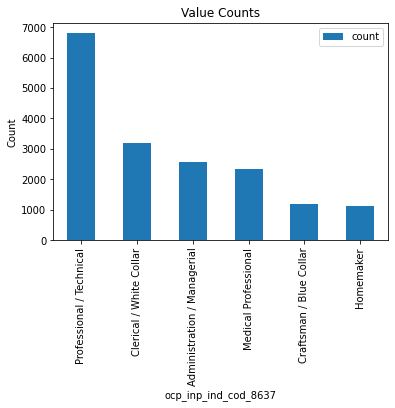 Value Counts
count
Count
7000
6000
5000
4000
3000
2000
1000
0
Professional / Technical
Clerical / White Collar
Administration / Managerial
Medical Professional
Craftsman / Blue Collar
Homemaker
ocp_inp_ind_cod_8637